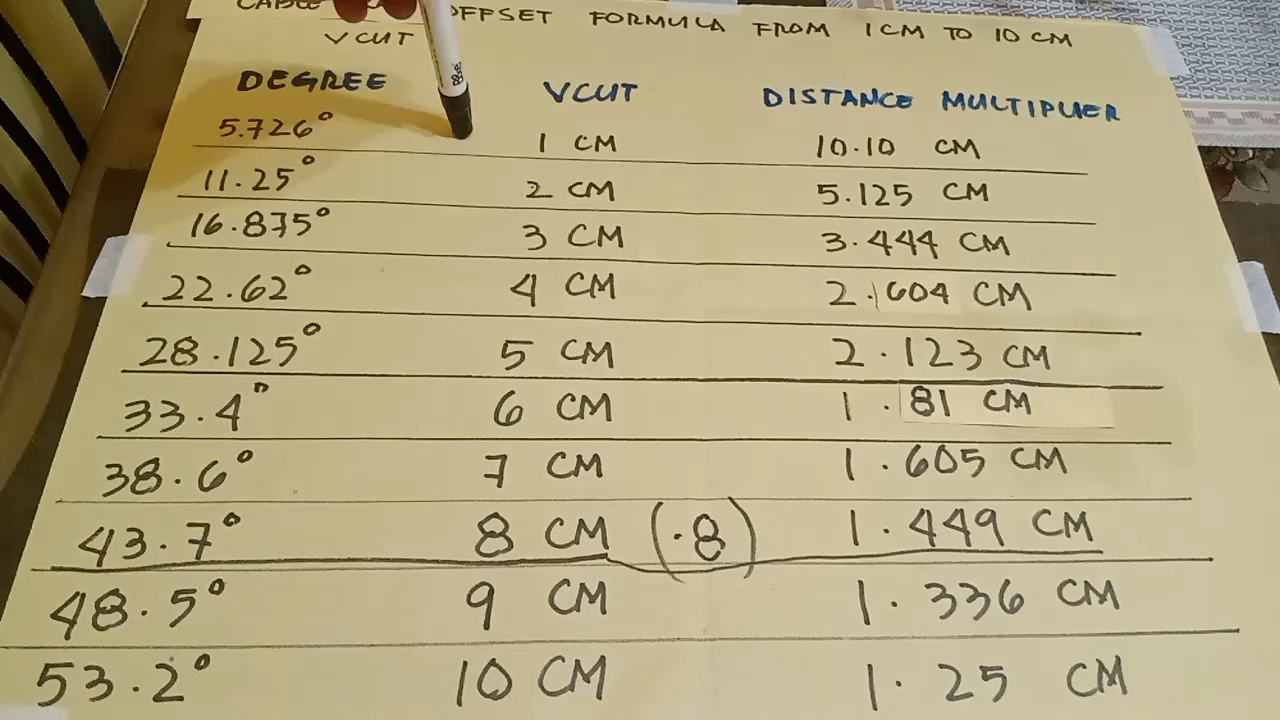 OFFSET FORMULA FROM 1CM TO 10 CM
VCUT
DEGREE VCUT DISTANCE MULTIPLIER
5.726° 1 CM 10.10 CM
11.25° 2 CM 5.125 CM
16.875° 3 CM 3.444 CM
22.62° 4 CM 2.604 CM
28.125° 5 CM 2.123 CM
33.4° 6 CM 1.81 CM
38.6° 7 CM 1.605 CM
43.7° 8 CM (.8) 1.449 CM
48.5° 9 CM 1.336 CM
53.2° 10 CM 1.25 CM